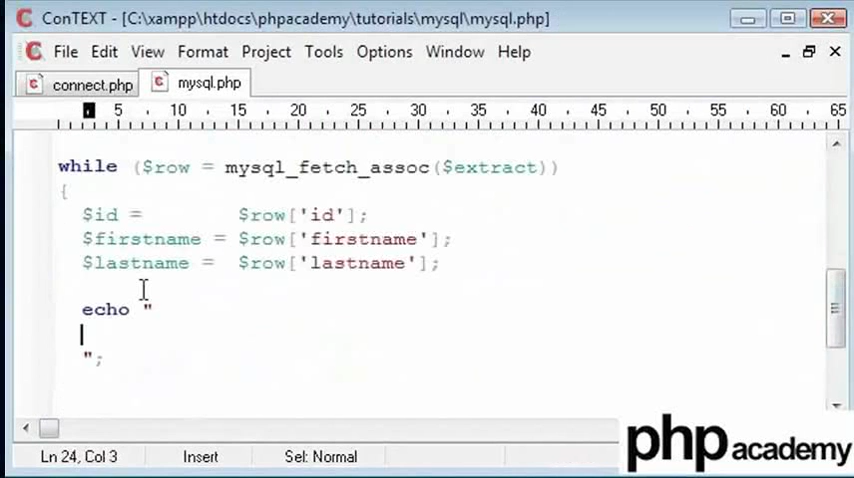 ConTEXT - [C:\xampp\htdocs\phpacademy\tutorials\mysql\mysql.php]
File Edit View Format Project Tools Options Window Help
connect.php mysql.php
5 10 15 20 25 30 35 40 45 50 55 60 65
while ($row = mysql_fetch_assoc($extract))
{
$id = $row['id'];
$firstname = $row['firstname'];
$lastname = $row['lastname'];
echo "
";
Ln 24, Col 3 Insert Sel: Normal
php academy